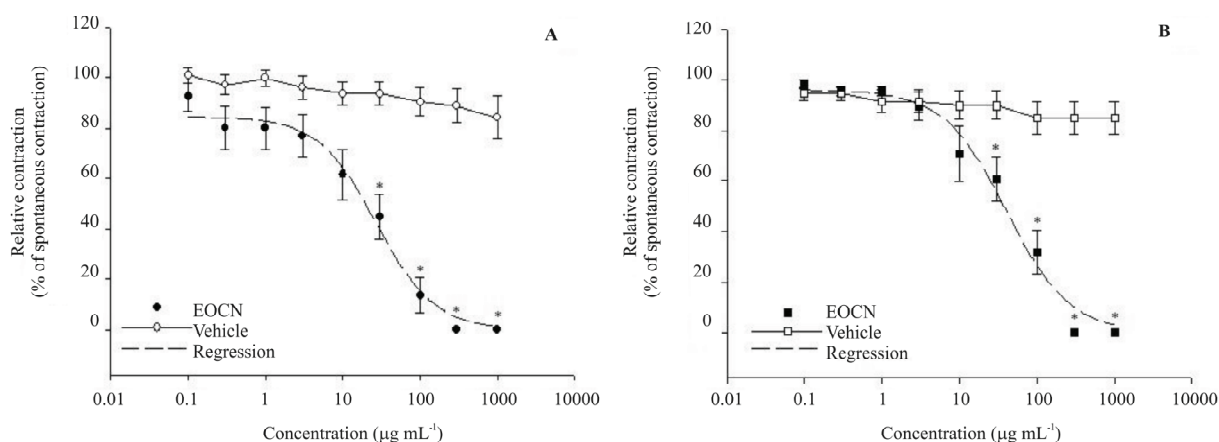 A
Relative contraction
(% of spontaneous contraction)
120
100
80
60
40
20
0
* * * *
EOCN
Vehicle
Regression
0.01 0.1 1 10 100 1000 10000
Concentration (µg mL⁻¹)
B
Relative contraction
(% of spontaneous contraction)
120
100
80
60
40
20
0
* * * *
EOCN
Vehicle
Regression
0.01 0.1 1 10 100 1000 10000
Concentration (µg mL⁻¹)